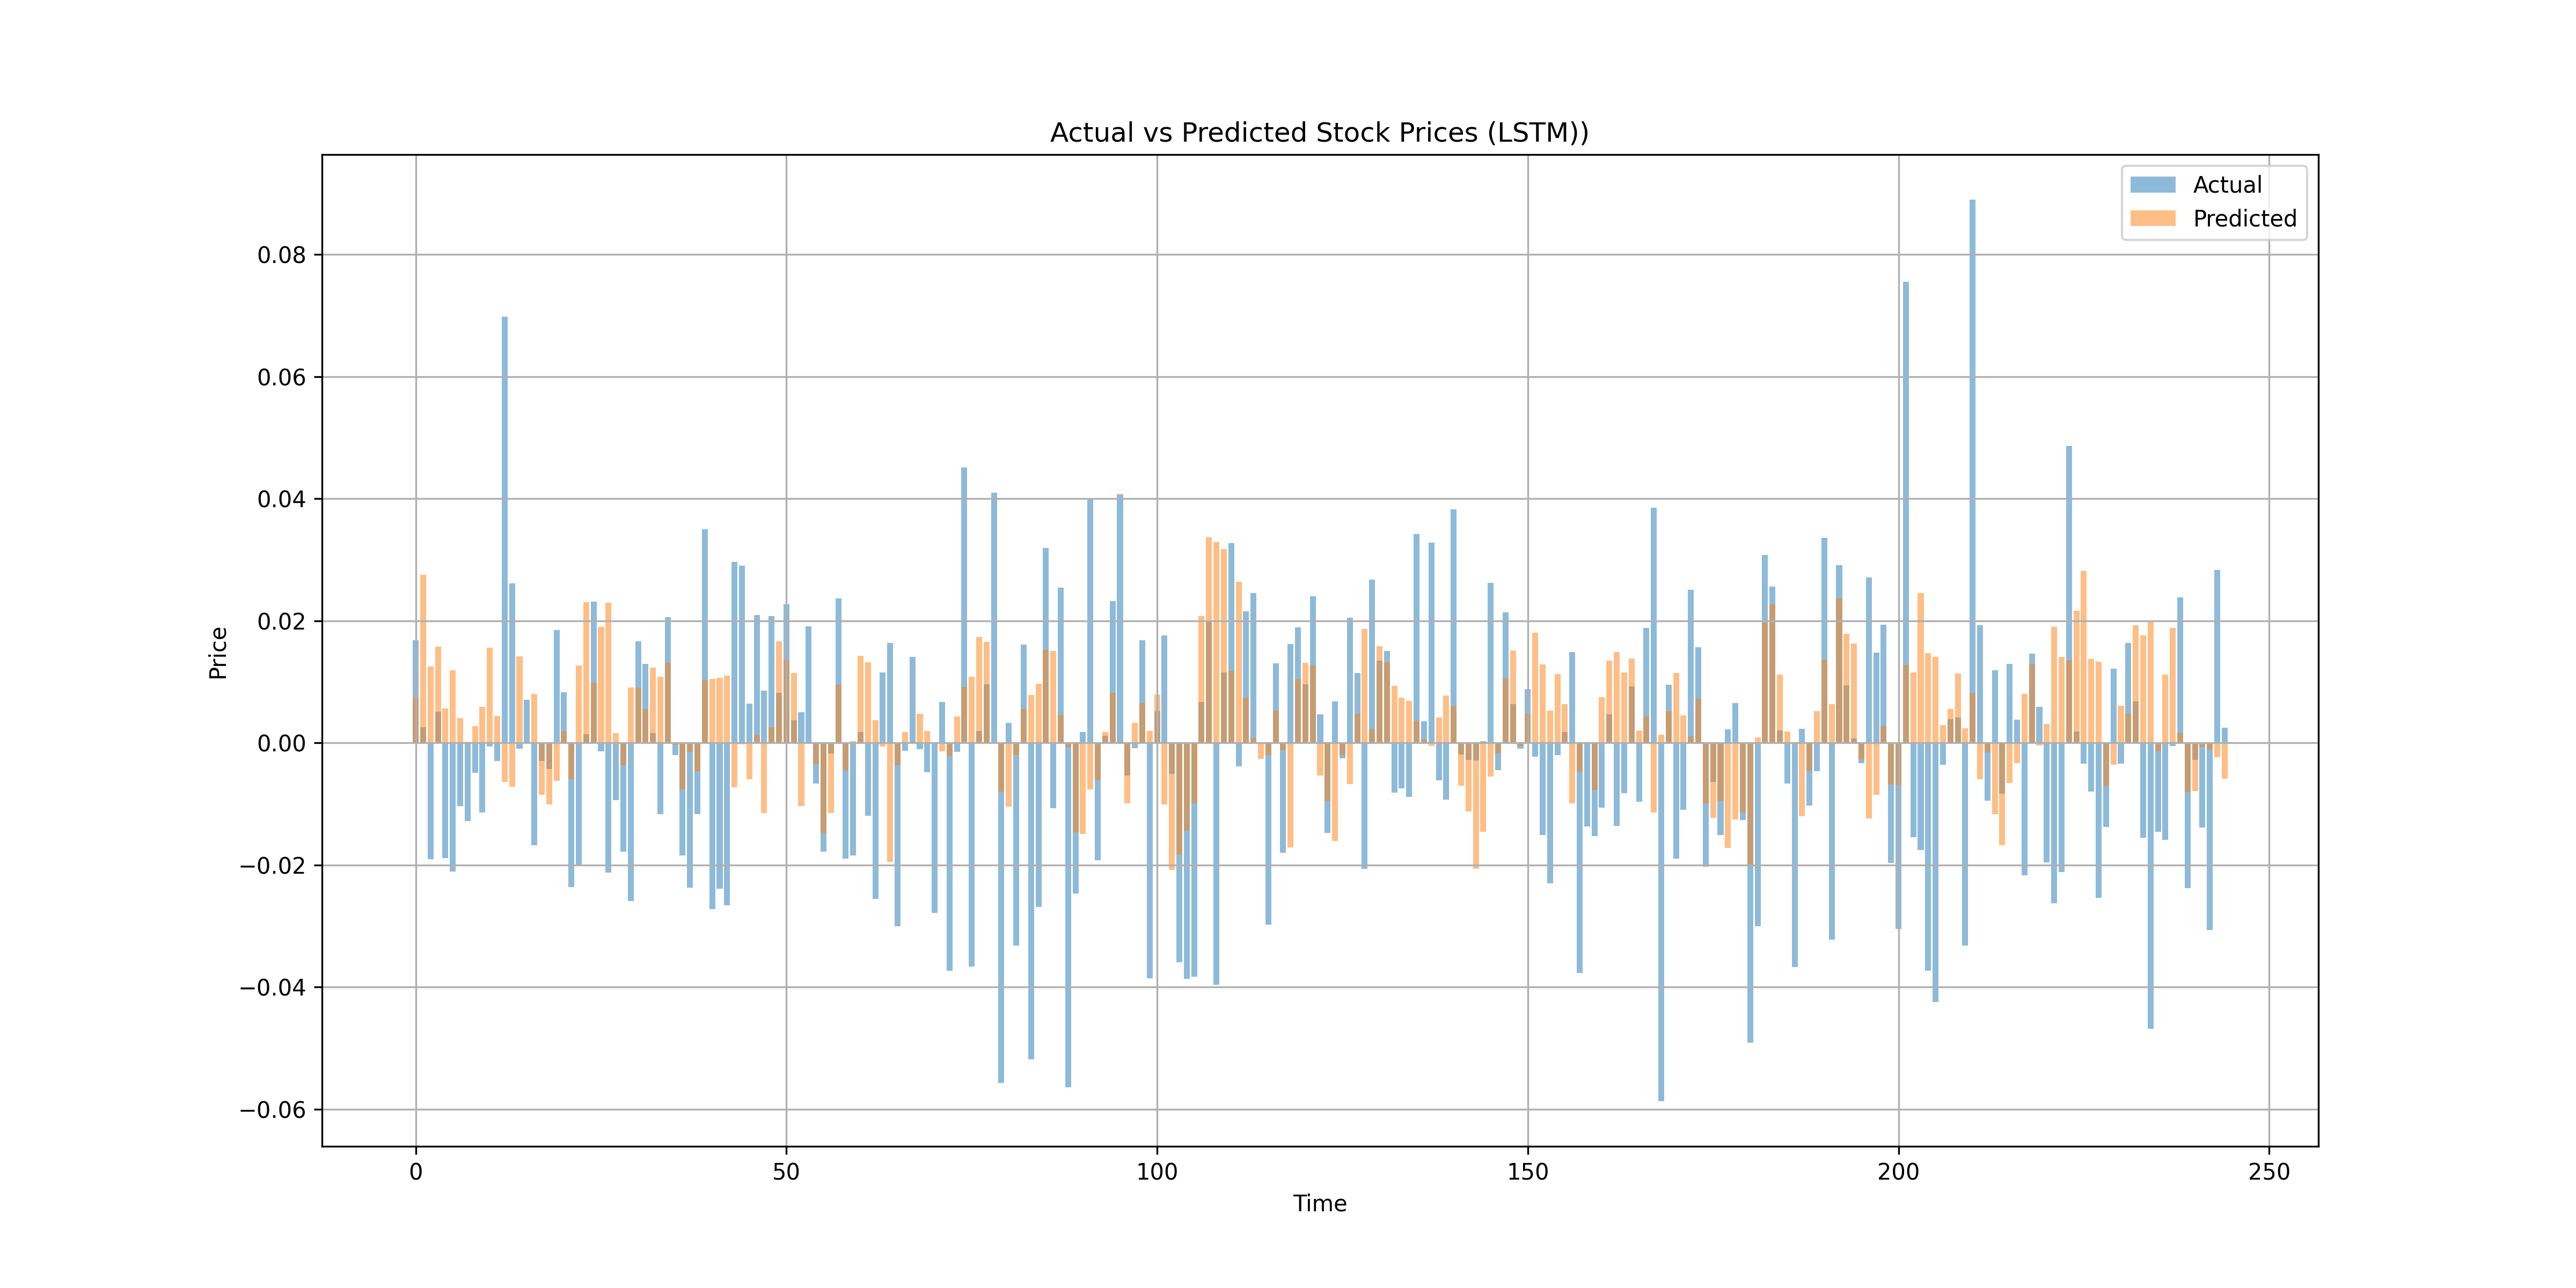 Actual vs Predicted Stock Prices (LSTM))
Actual
Predicted
0.08
0.06
0.04
0.02
0.00
−0.02
−0.04
−0.06
Price
0 50 100 150 200 250
Time